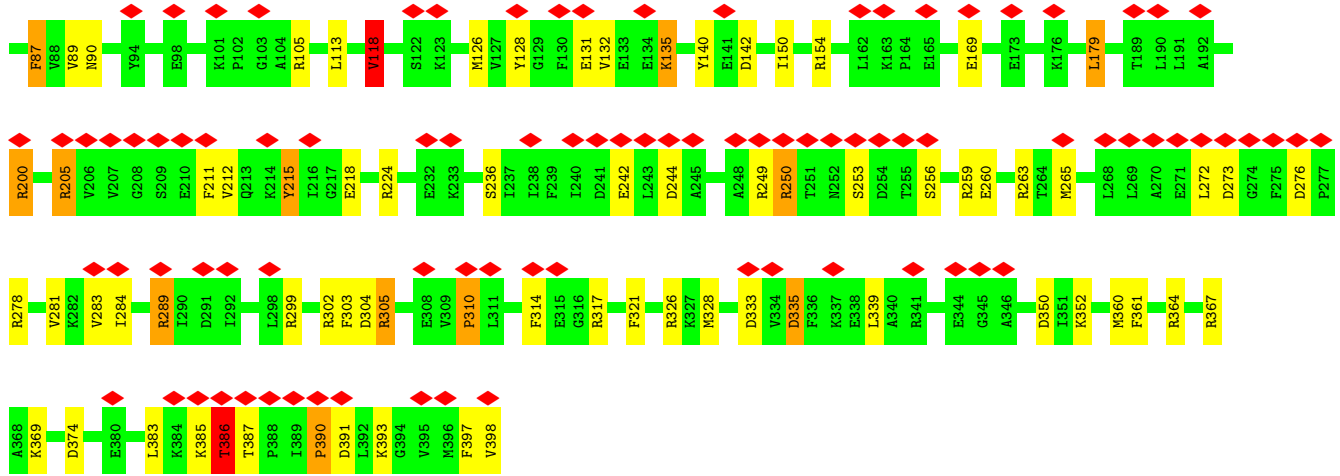 F87 V88 V89 N90 Y94 E98 K101 P102 G103 A104 R105 L113 V118 S122 K123 M126 V127 Y128 G129 F130 E131 V132 E133 E134 K135 Y140 E141 D142 I150 R154 L162 K163 P164 E165 E169 E173 K176 L179 T189 L190 L191 A192
R200 R205 V206 V207 G208 S209 E210 F211 V212 Q213 K214 Y215 I216 G217 E218 R224 E232 K233 S236 I237 I238 F239 I240 D241 E242 L243 D244 A245 A248 R249 R250 T251 N252 S253 D254 T255 S256 R259 E260 R263 T264 M265 L268 L269 A270 E271 L272 D273 G274 F275 D276 P277
R278 V281 K282 V283 I284 R289 I290 D291 I292 L298 R299 R302 F303 D304 R305 E308 V309 P310 L311 F314 E315 G316 R317 F321 R326 K327 M328 D333 V334 D335 F336 K337 E338 L339 A340 R341 E344 G345 A346 D350 I351 K352 M360 F361 R364 R367
A368 K369 D374 E380 L383 K384 K385 T386 T387 P388 I389 P390 D391 L392 K393 G394 V395 M396 F397 V398